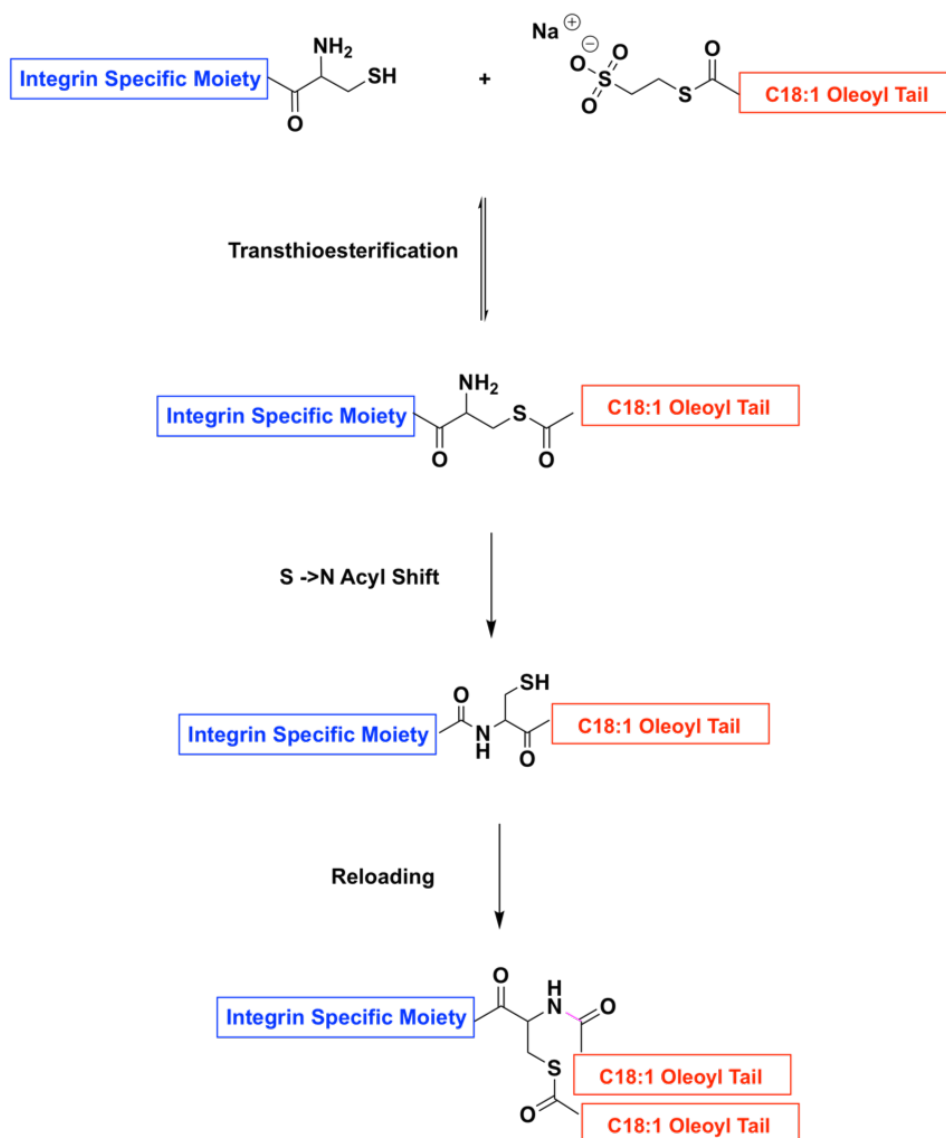 NH₂
Integrin Specific Moiety
SH
O
+
Na⊕
⊖
O
O
S
O
S
O
C18:1 Oleoyl Tail
Transthioesterification
NH₂
Integrin Specific Moiety
O
S
O
C18:1 Oleoyl Tail
S ->N Acyl Shift
SH
O
Integrin Specific Moiety
N
H
O
C18:1 Oleoyl Tail
Reloading
O
H
N
O
Integrin Specific Moiety
S
C18:1 Oleoyl Tail
O
C18:1 Oleoyl Tail